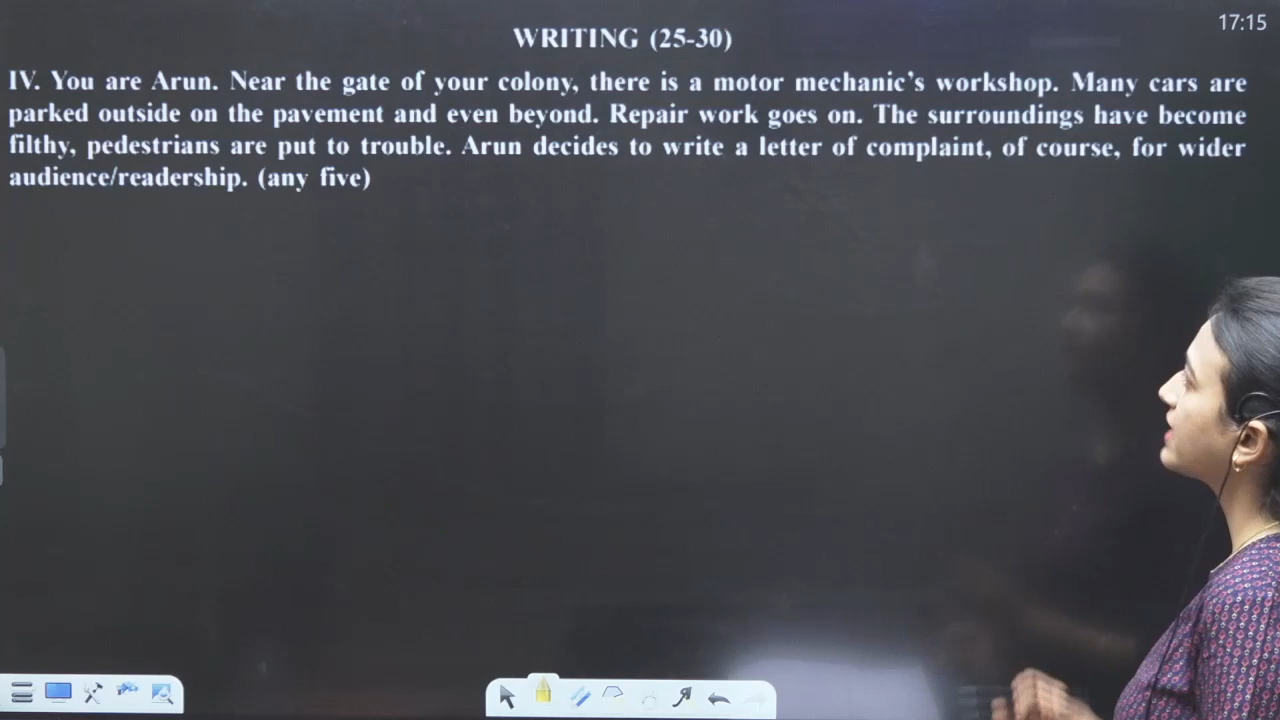 17:15
WRITING (25-30)
IV. You are Arun. Near the gate of your colony, there is a motor mechanic's workshop. Many cars are
parked outside on the pavement and even beyond. Repair work goes on. The surroundings have become
filthy, pedestrians are put to trouble. Arun decides to write a letter of complaint, of course, for wider
audience/readership. (any five)